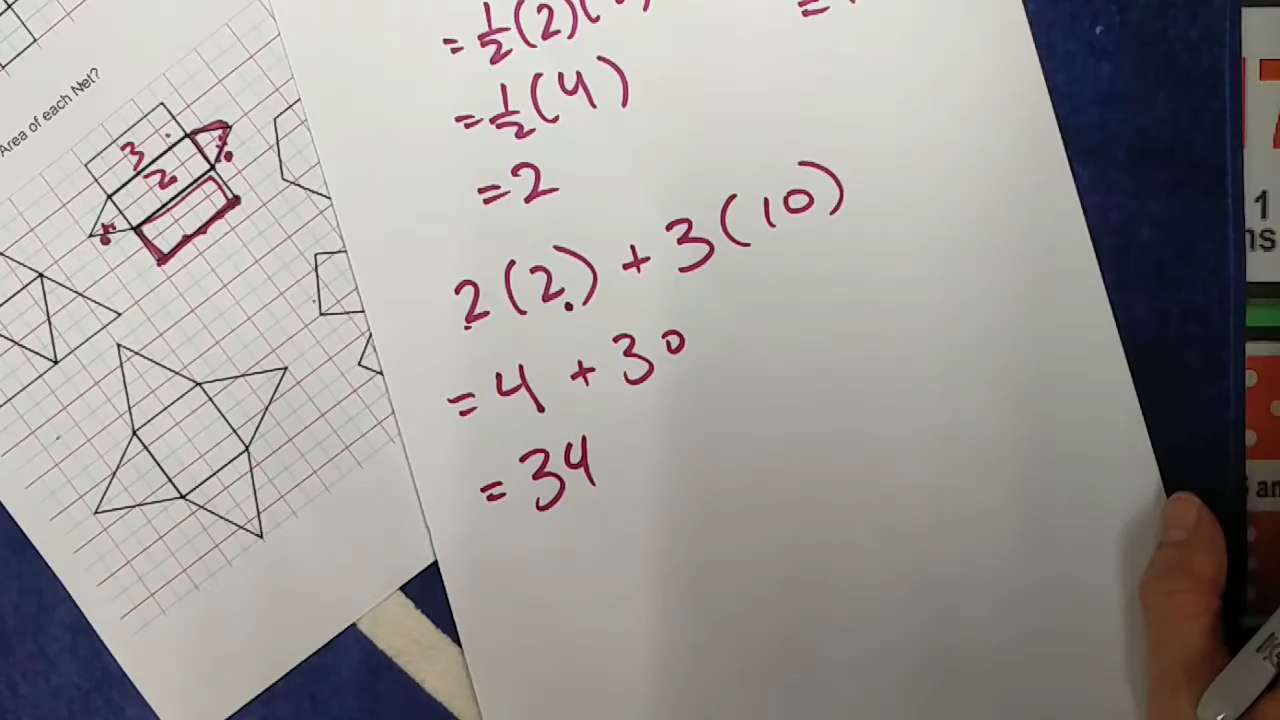 Area of each Net?
3
2
= 1/2 (2)(
= 1/2 (4)
= 2
2(2) + 3(10)
= 4 + 30
= 34
=
1